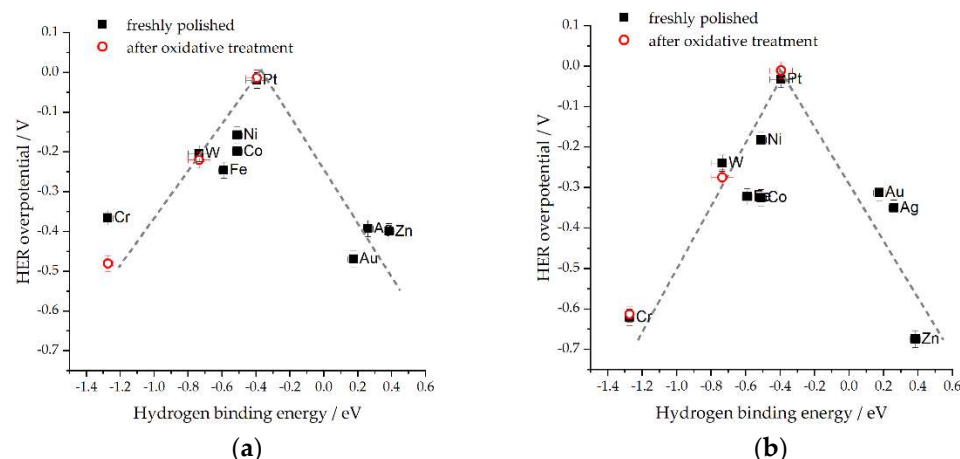 freshly polished
after oxidative treatment
0.1
0.0
-0.1
-0.2
-0.3
-0.4
-0.5
-0.6
-0.7
HER overpotential / V
Pt
Ni
W
Co
Fe
Cr
Ag
Zn
Au
-1.4 -1.2 -1.0 -0.8 -0.6 -0.4 -0.2 0.0 0.2 0.4 0.6
Hydrogen binding energy / eV
(a)
freshly polished
after oxidative treatment
0.1
0.0
-0.1
-0.2
-0.3
-0.4
-0.5
-0.6
-0.7
HER overpotential / V
Pt
Ni
W
Fe
Co
Au
Ag
Cr
Zn
-1.4 -1.2 -1.0 -0.8 -0.6 -0.4 -0.2 0.0 0.2 0.4 0.6
Hydrogen binding energy / eV
(b)